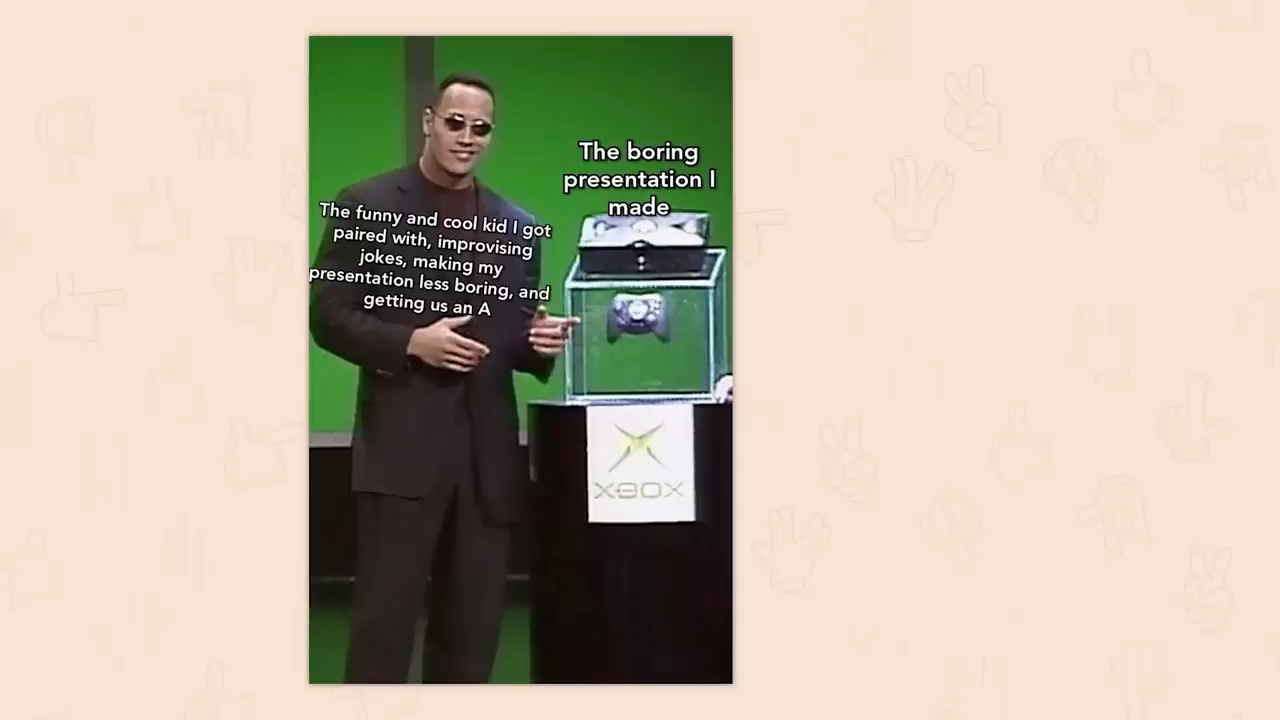 The boring
presentation I
made
The funny and cool kid I got
paired with, improvising
jokes, making my
presentation less boring, and
getting us an A
XBOX